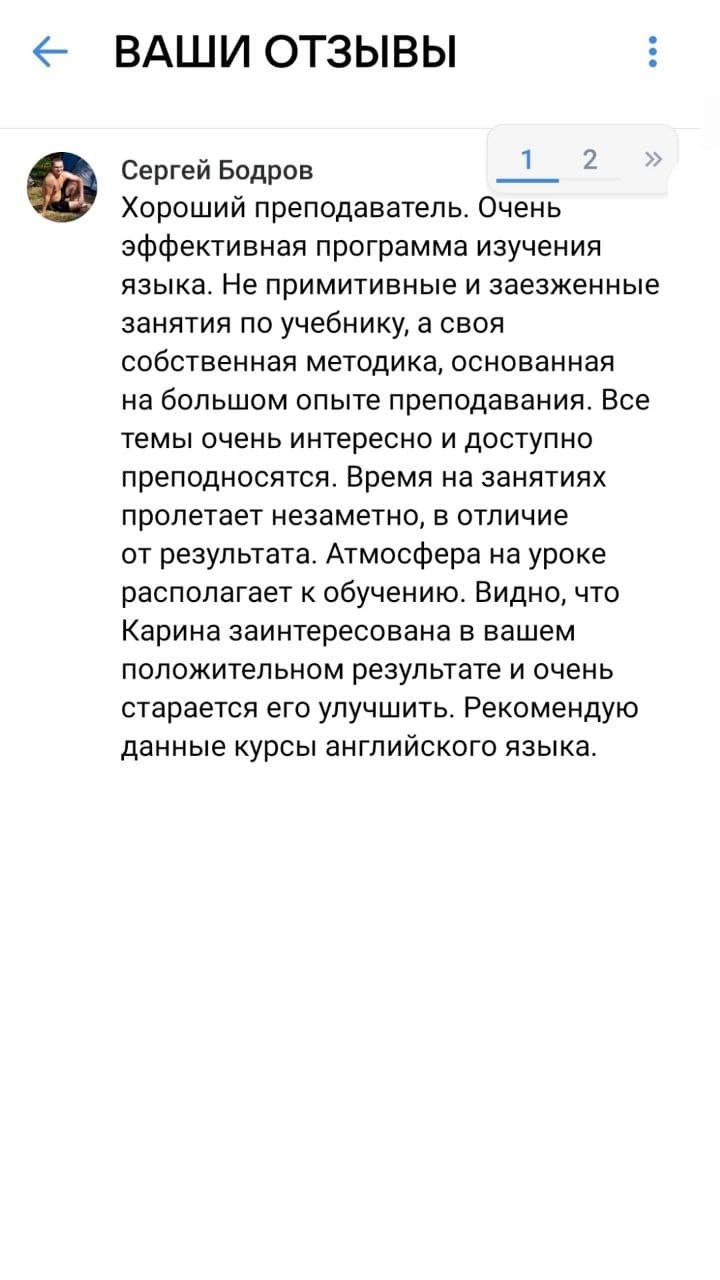 ВАШИ ОТЗЫВЫ
1 2 »
Сергей Бодров
Хороший преподаватель. Очень
эффективная программа изучения
языка. Не примитивные и заезженные
занятия по учебнику, а своя
собственная методика, основанная
на большом опыте преподавания. Все
темы очень интересно и доступно
преподносятся. Время на занятиях
пролетает незаметно, в отличие
от результата. Атмосфера на уроке
располагает к обучению. Видно, что
Карина заинтересована в вашем
положительном результате и очень
старается его улучшить. Рекомендую
данные курсы английского языка.